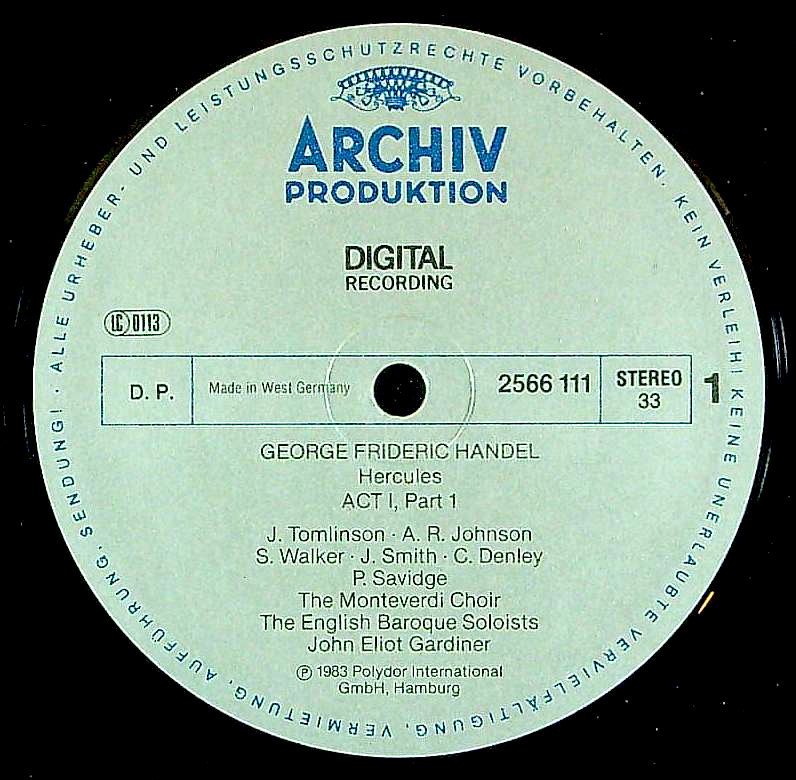 ALLE URHEBER- UND LEISTUNGSSCHUTZRECHTE VORBEHALTEN. KEIN VERLEIH! KEINE UNERLAUBTE VERVIELFÄLTIGUNG, VERMIETUNG, AUFFÜHRUNG, SENDUNG! ·
ARCHIV
PRODUKTION
DIGITAL
RECORDING
LC 0113
D. P.
Made in West Germany
2566 111
STEREO
33
1
GEORGE FRIDERIC HANDEL
Hercules
ACT I, Part 1
J. Tomlinson · A. R. Johnson
S. Walker · J. Smith · C. Denley
P. Savidge
The Monteverdi Choir
The English Baroque Soloists
John Eliot Gardiner
℗ 1983 Polydor International
GmbH, Hamburg